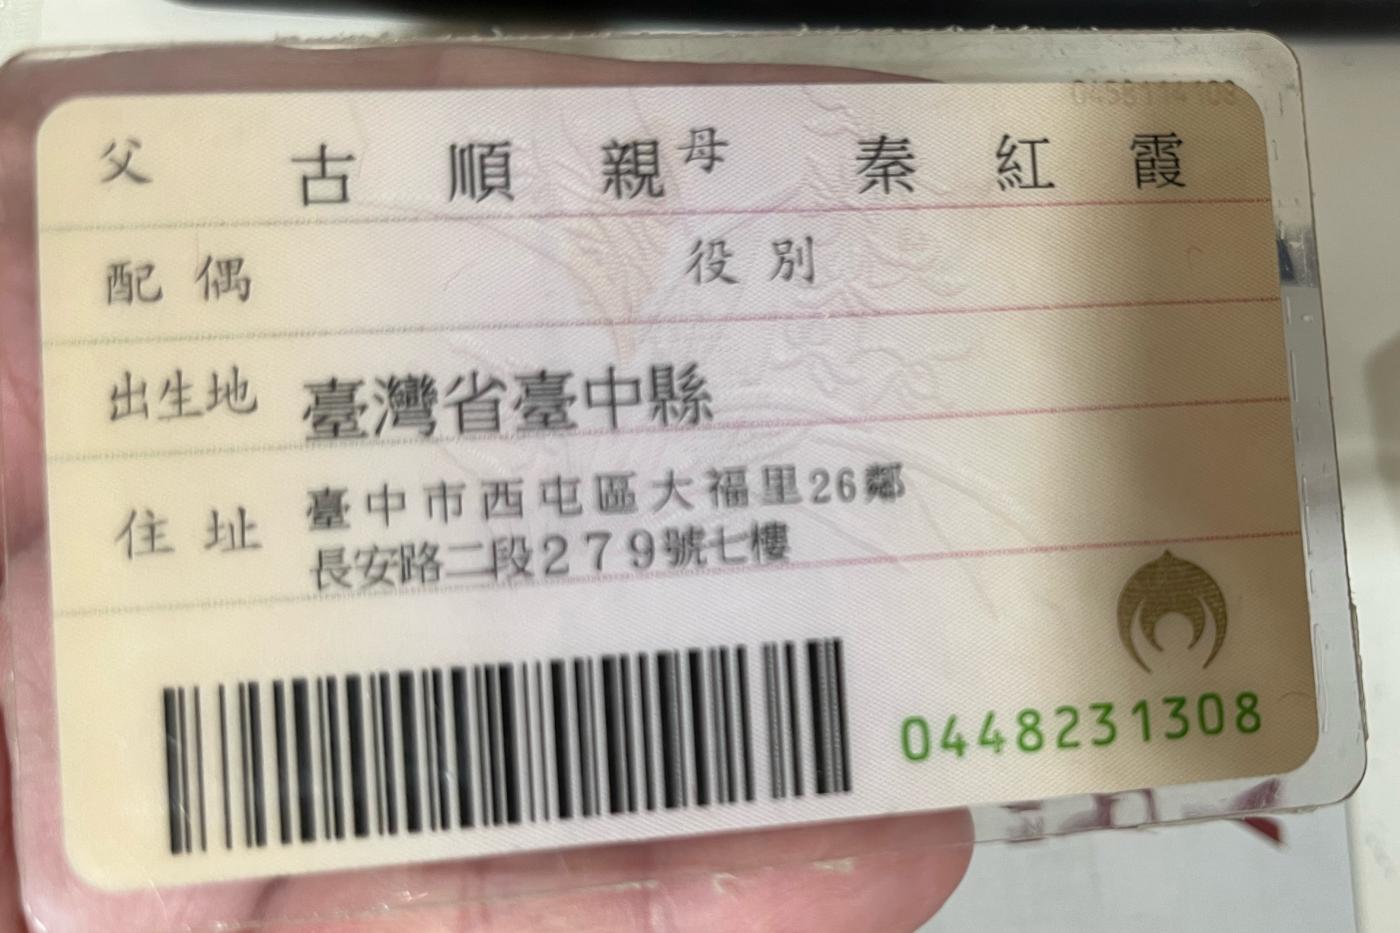 父 古順親 母 秦紅霞
配偶 役別
出生地 臺灣省臺中縣
住址 臺中市西屯區大福里26鄰
長安路二段279號七樓
0448231308